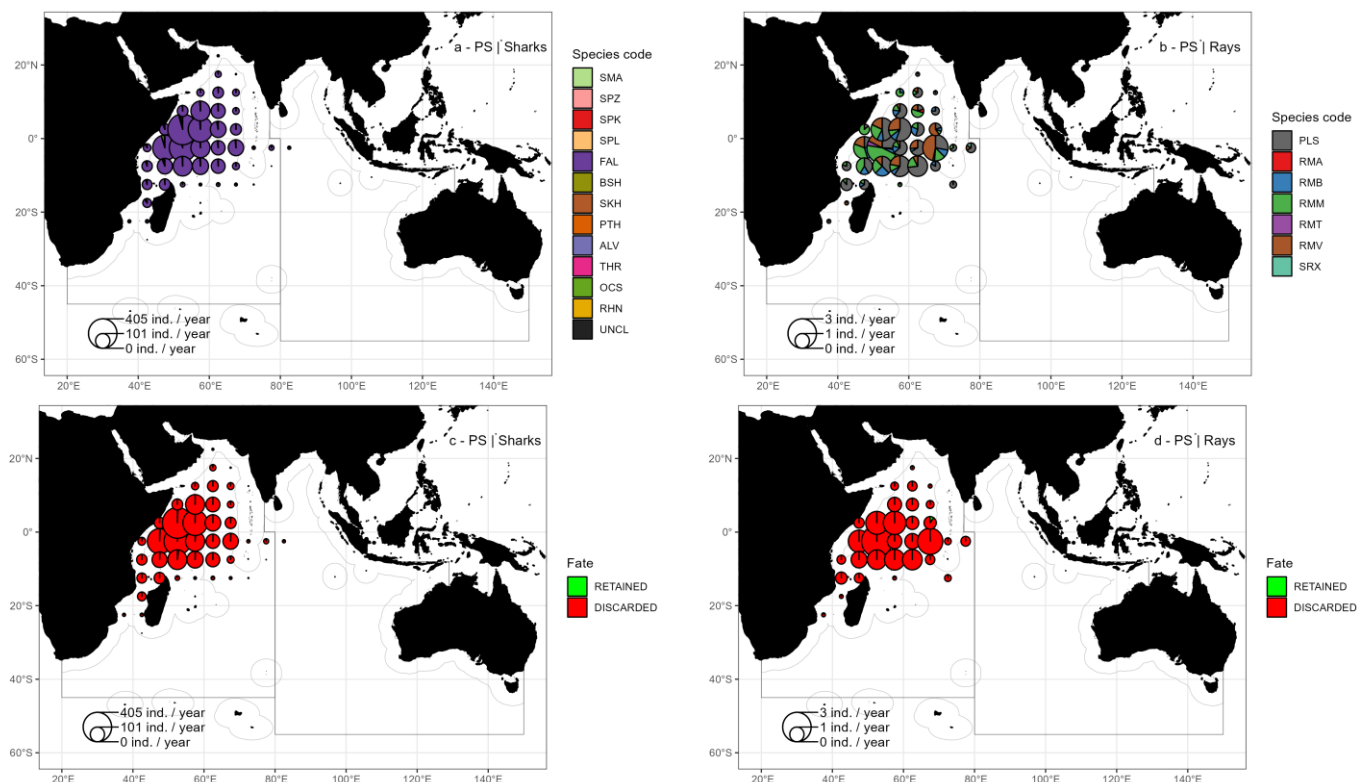 a - PS | Sharks
20°N
0°
20°S
40°S
60°S
405 ind. / year
101 ind. / year
0 ind. / year
20°E 40°E 60°E 80°E 100°E 120°E 140°E
Species code
SMA
SPZ
SPK
SPL
FAL
BSH
SKH
PTH
ALV
THR
OCS
RHN
UNCL
b - PS | Rays
20°N
0°
20°S
40°S
60°S
3 ind. / year
1 ind. / year
0 ind. / year
20°E 40°E 60°E 80°E 100°E 120°E 140°E
Species code
PLS
RMA
RMB
RMM
RMT
RMV
SRX
c - PS | Sharks
20°N
0°
20°S
40°S
60°S
405 ind. / year
101 ind. / year
0 ind. / year
20°E 40°E 60°E 80°E 100°E 120°E 140°E
Fate
RETAINED
DISCARDED
d - PS | Rays
20°N
0°
20°S
40°S
60°S
3 ind. / year
1 ind. / year
0 ind. / year
20°E 40°E 60°E 80°E 100°E 120°E 140°E
Fate
RETAINED
DISCARDED